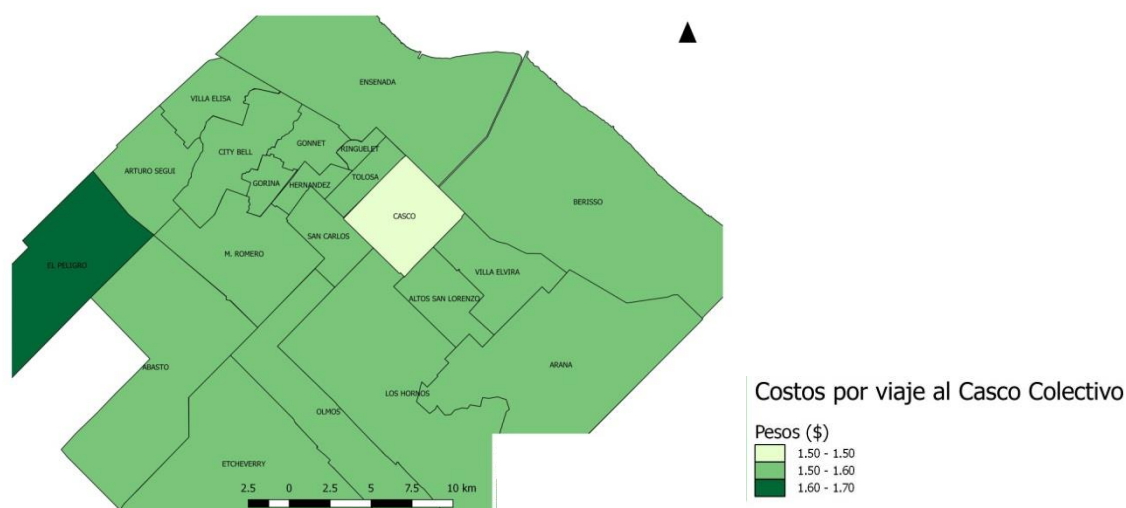 ENSENADA
VILLA ELISA
GONNET
RINGUELET
CITY BELL
ARTURO SEGUI
TOLOSA
GORINA
HERNANDEZ
BERISSO
CASCO
SAN CARLOS
M. ROMERO
EL PELIGRO
VILLA ELVIRA
ALTOS SAN LORENZO
ARANA
ABASTO
LOS HORNOS
OLMOS
ETCHEVERRY
2.5 0 2.5 5 7.5 10 km
Costos por viaje al Casco Colectivo
Pesos ($)
1.50 - 1.50
1.50 - 1.60
1.60 - 1.70